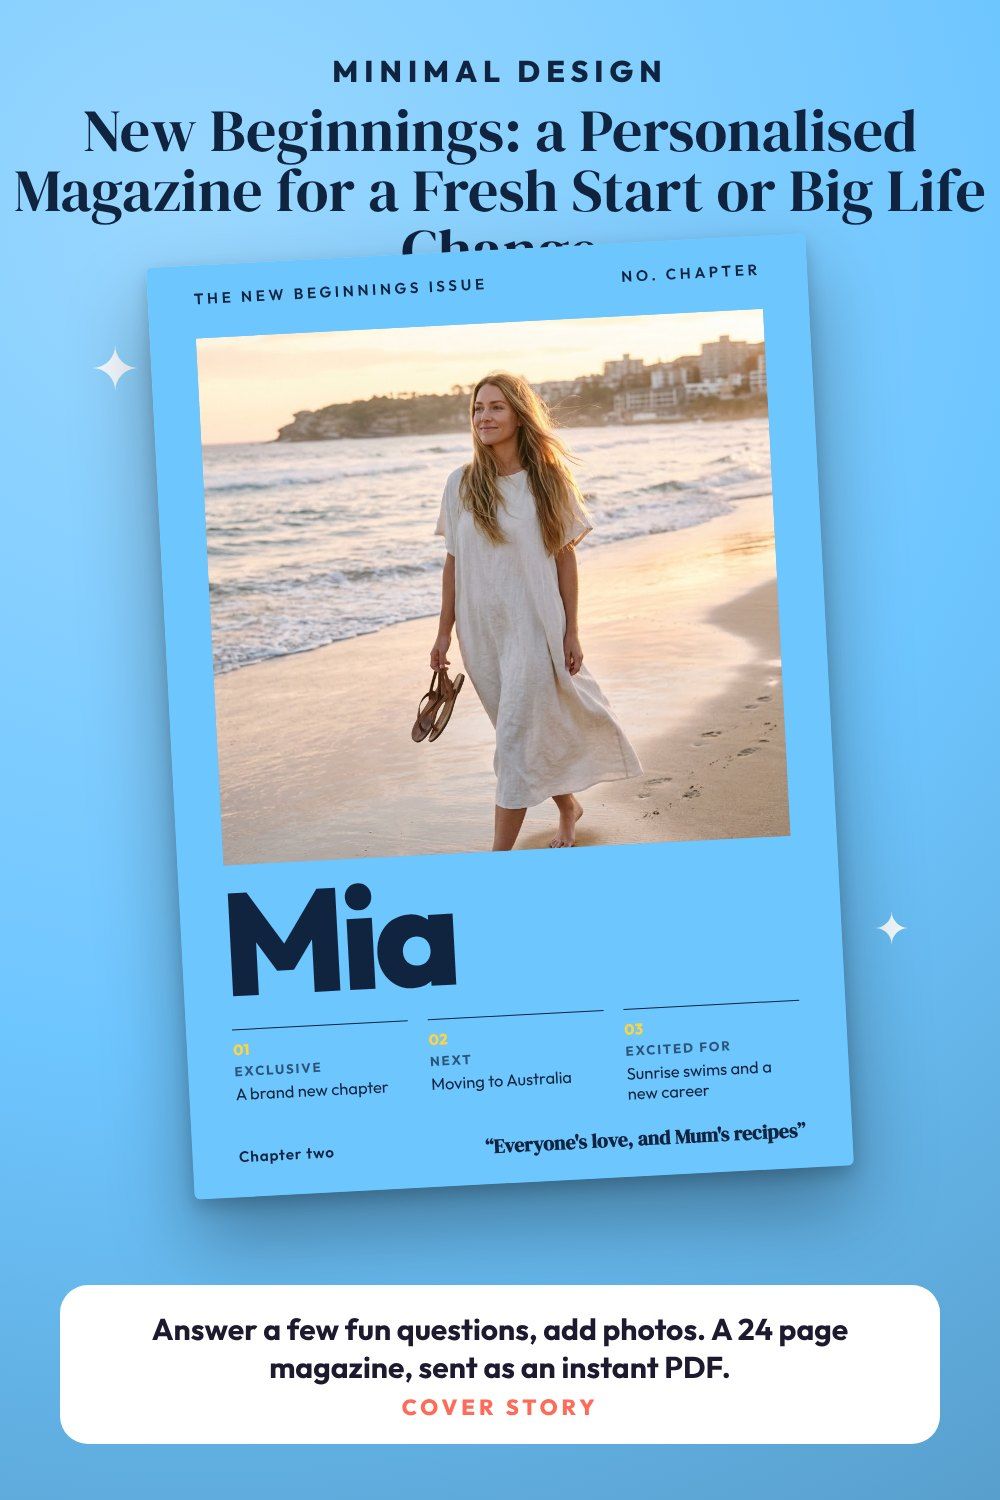 MINIMAL DESIGN
New Beginnings: a Personalised
Magazine for a Fresh Start or Big Life
Change
THE NEW BEGINNINGS ISSUE
NO. CHAPTER
Mia
01
EXCLUSIVE
A brand new chapter
02
NEXT
Moving to Australia
03
EXCITED FOR
Sunrise swims and a
new career
Chapter two
“Everyone's love, and Mum's recipes”
Answer a few fun questions, add photos. A 24 page
magazine, sent as an instant PDF.
COVER STORY